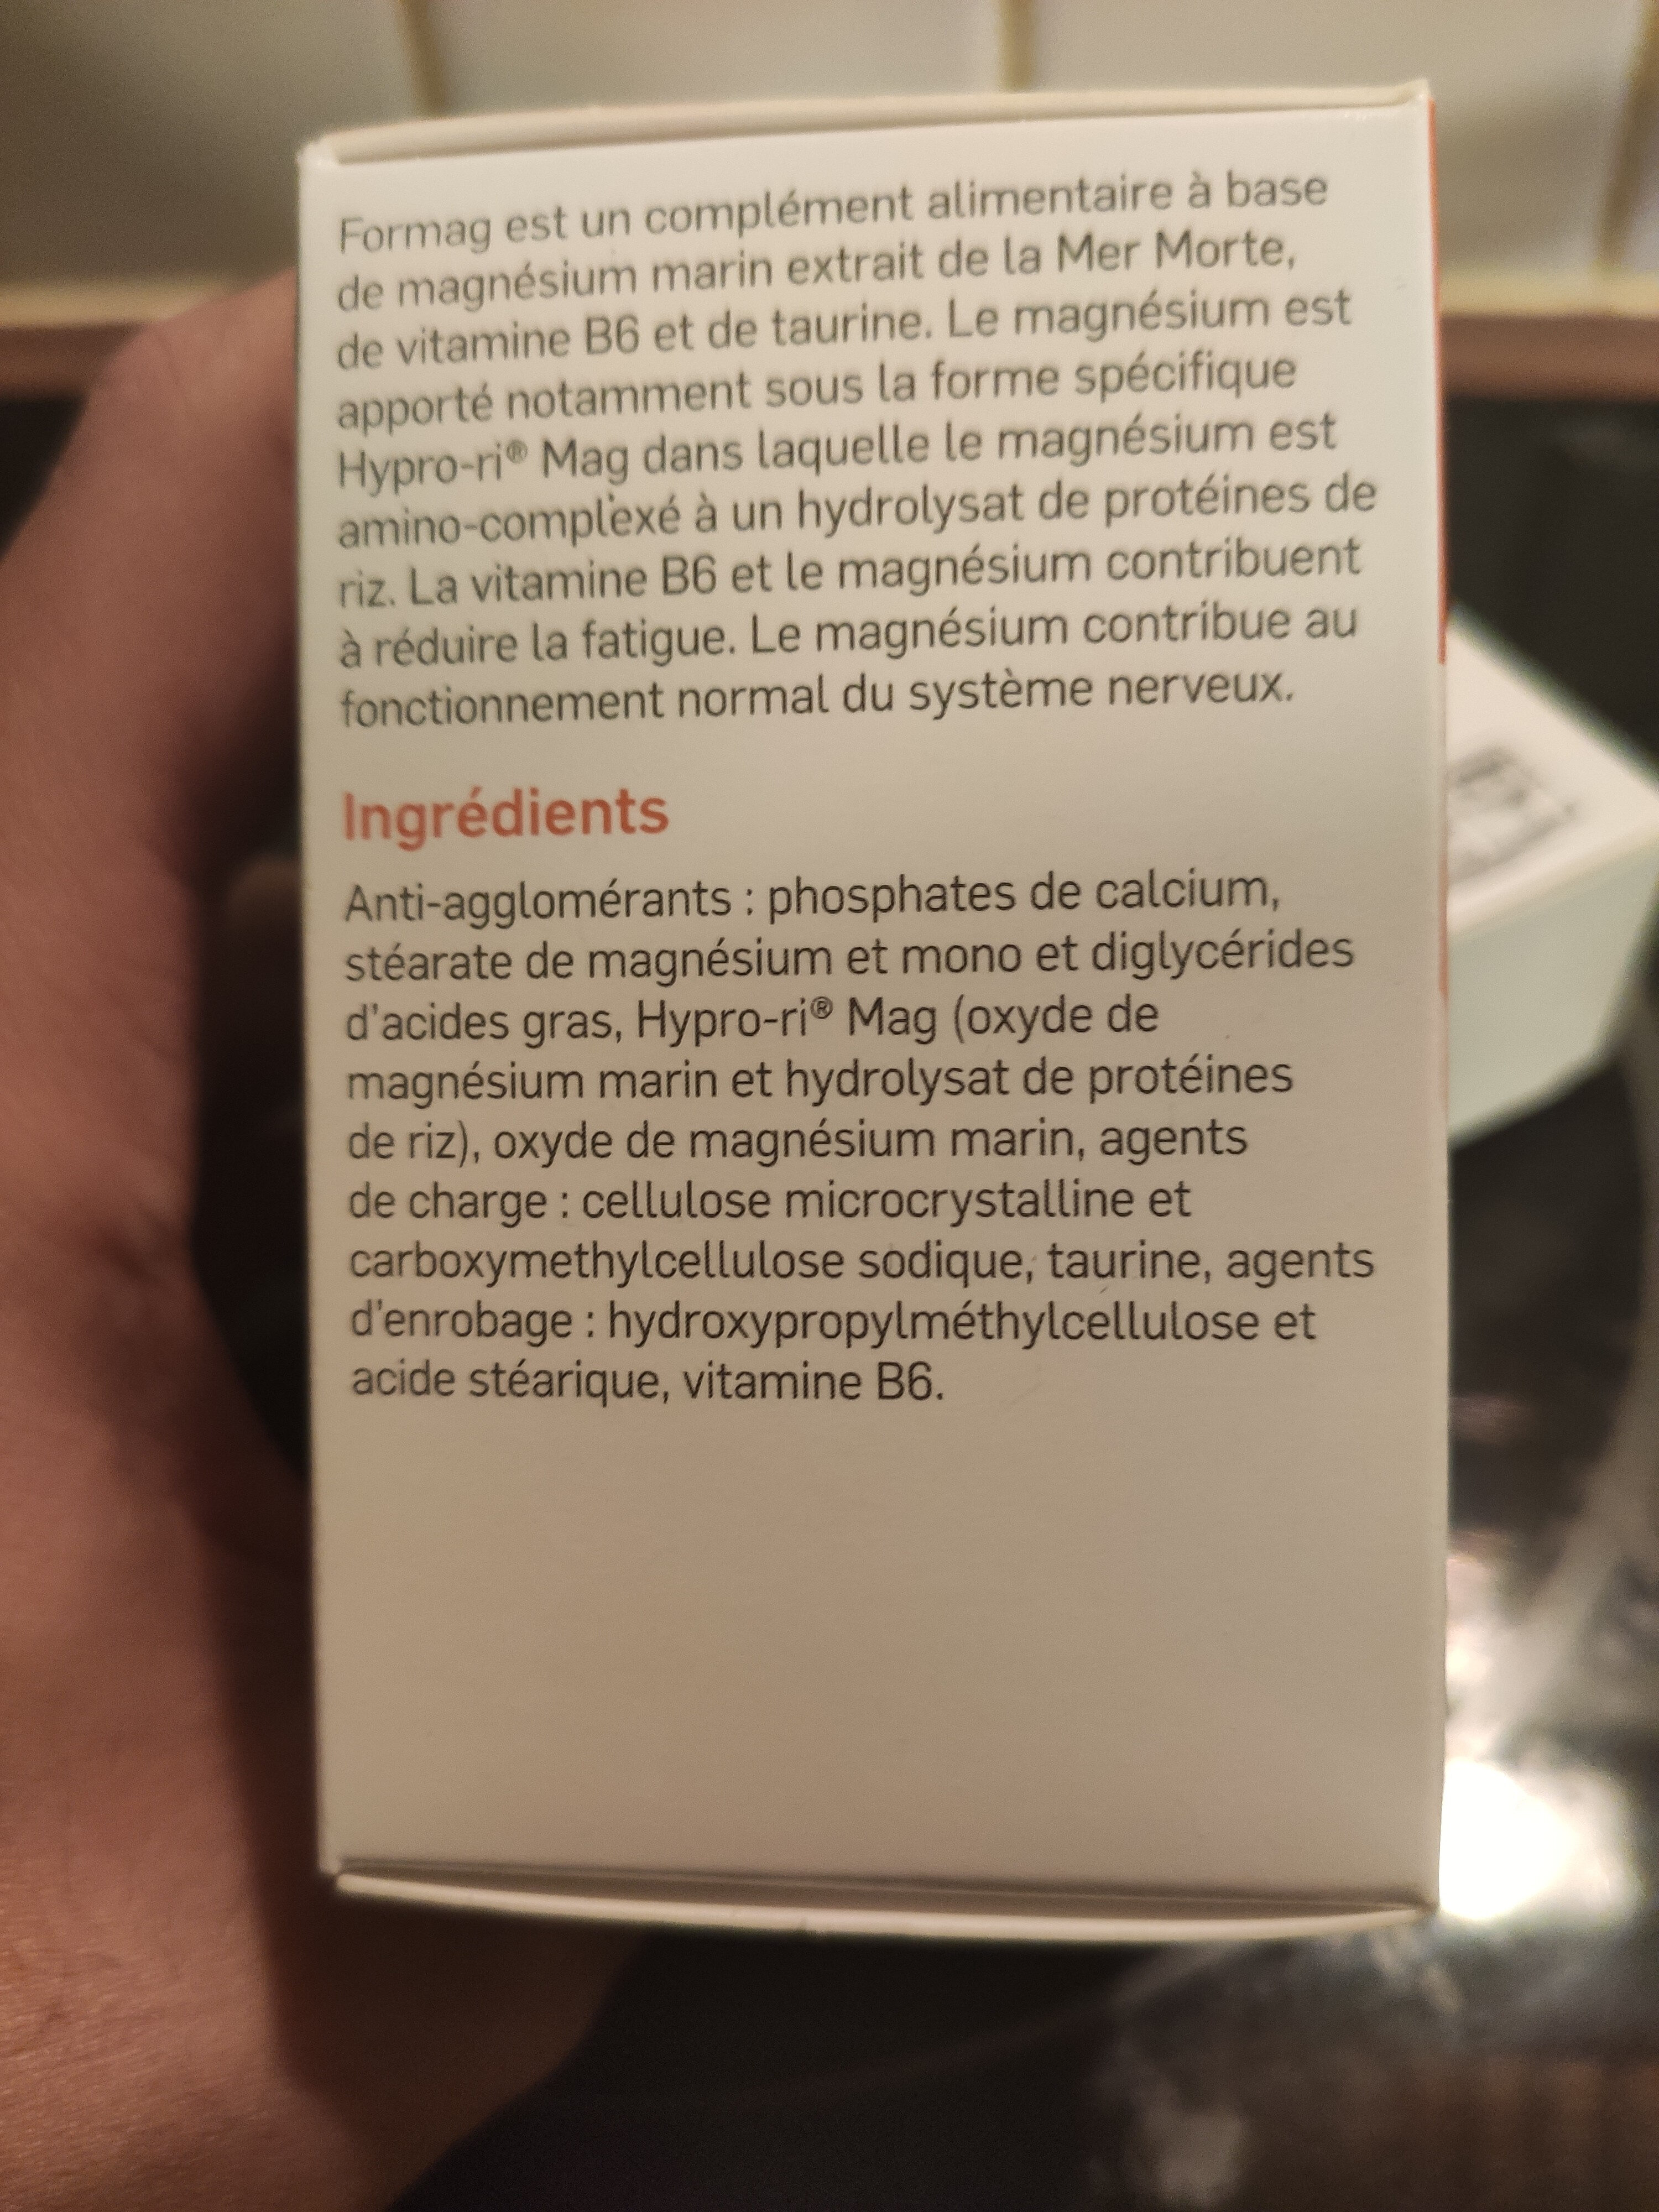 Formag est un complément alimentaire à base
de magnésium marin extrait de la Mer Morte,
de vitamine B6 et de taurine. Le magnésium est
apporté notamment sous la forme spécifique
Hypro-ri® Mag dans laquelle le magnésium est
amino-complexé à un hydrolysat de protéines de
riz. La vitamine B6 et le magnésium contribuent
à réduire la fatigue. Le magnésium contribue au
fonctionnement normal du système nerveux.
Ingrédients
Anti-agglomérants : phosphates de calcium,
stéarate de magnésium et mono et diglycérides
d'acides gras, Hypro-ri® Mag (oxyde de
magnésium marin et hydrolysat de protéines
de riz), oxyde de magnésium marin, agents
de charge : cellulose microcrystalline et
carboxymethylcellulose sodique, taurine, agents
d'enrobage : hydroxypropylméthylcellulose et
acide stéarique, vitamine B6.